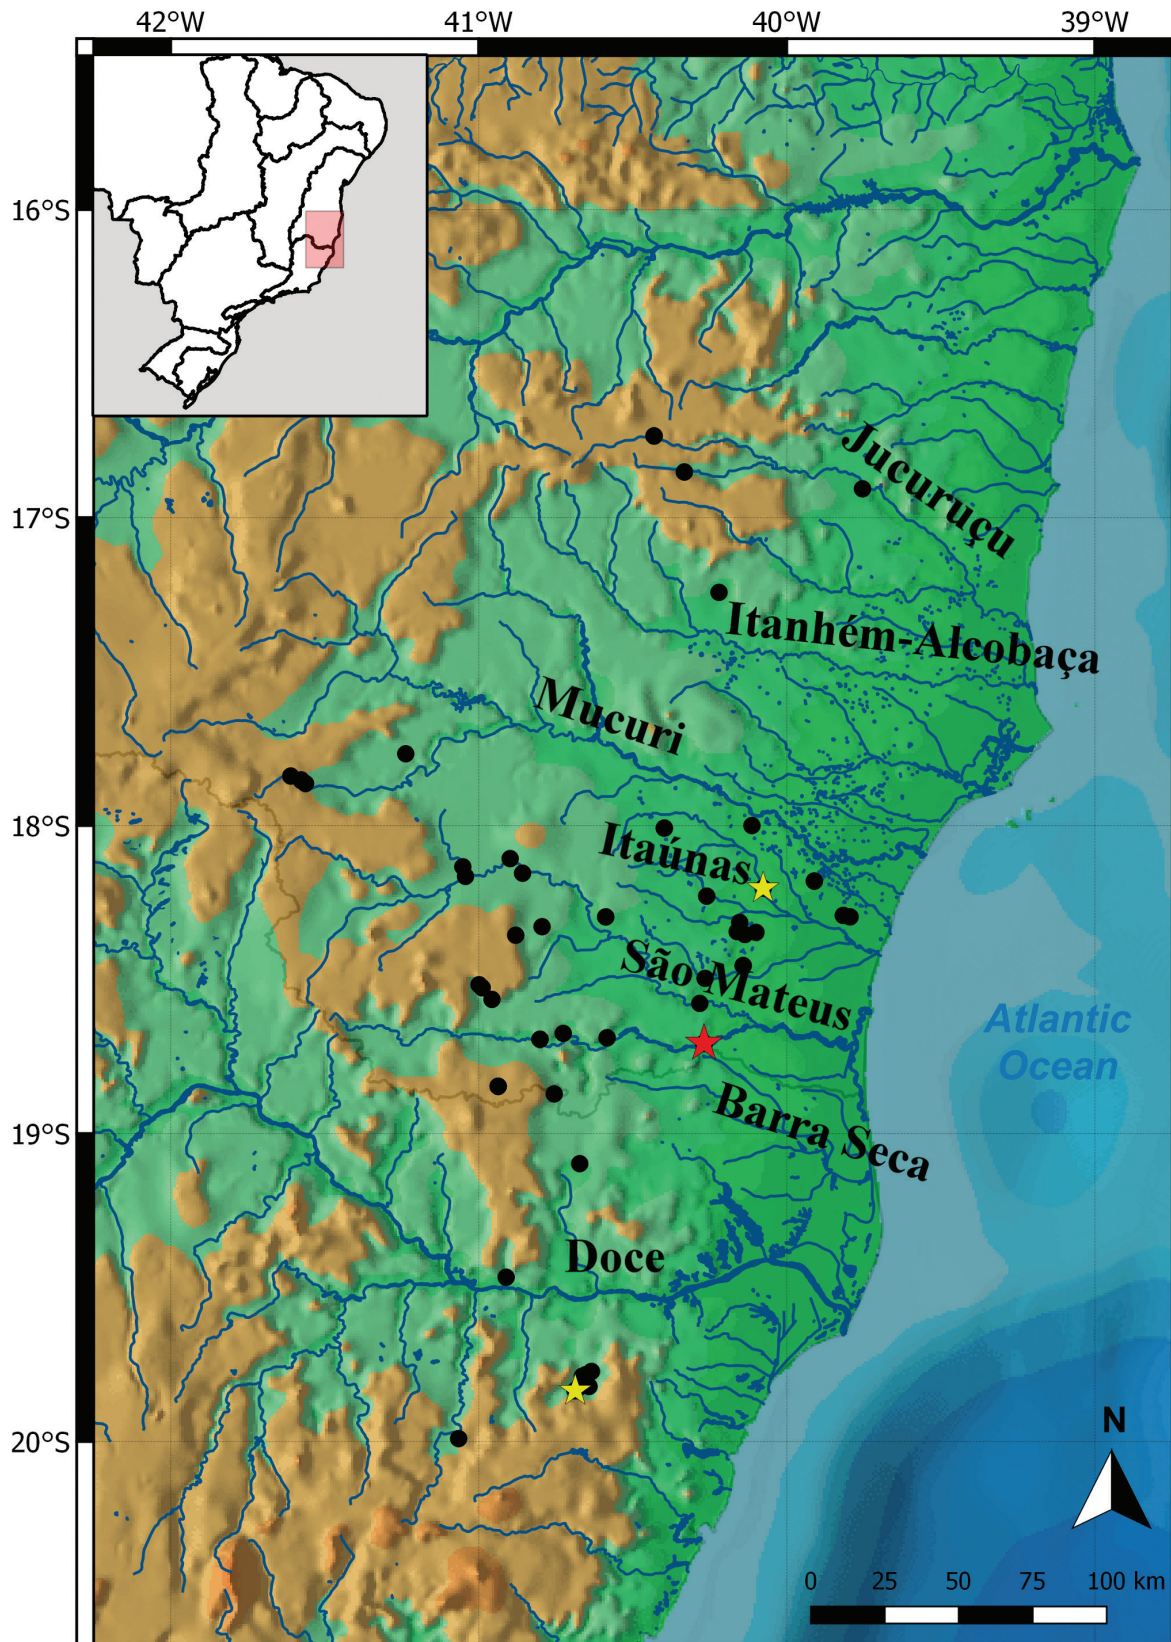 42°W 41°W 40°W 39°W
16°S
Jucuruçu
17°S
Itanhém-Alcobaça
Mucuri
18°S
Itaúnas
São Mateus
Atlantic
Ocean
Barra Seca
19°S
Doce
20°S
N
0 25 50 75 100 km